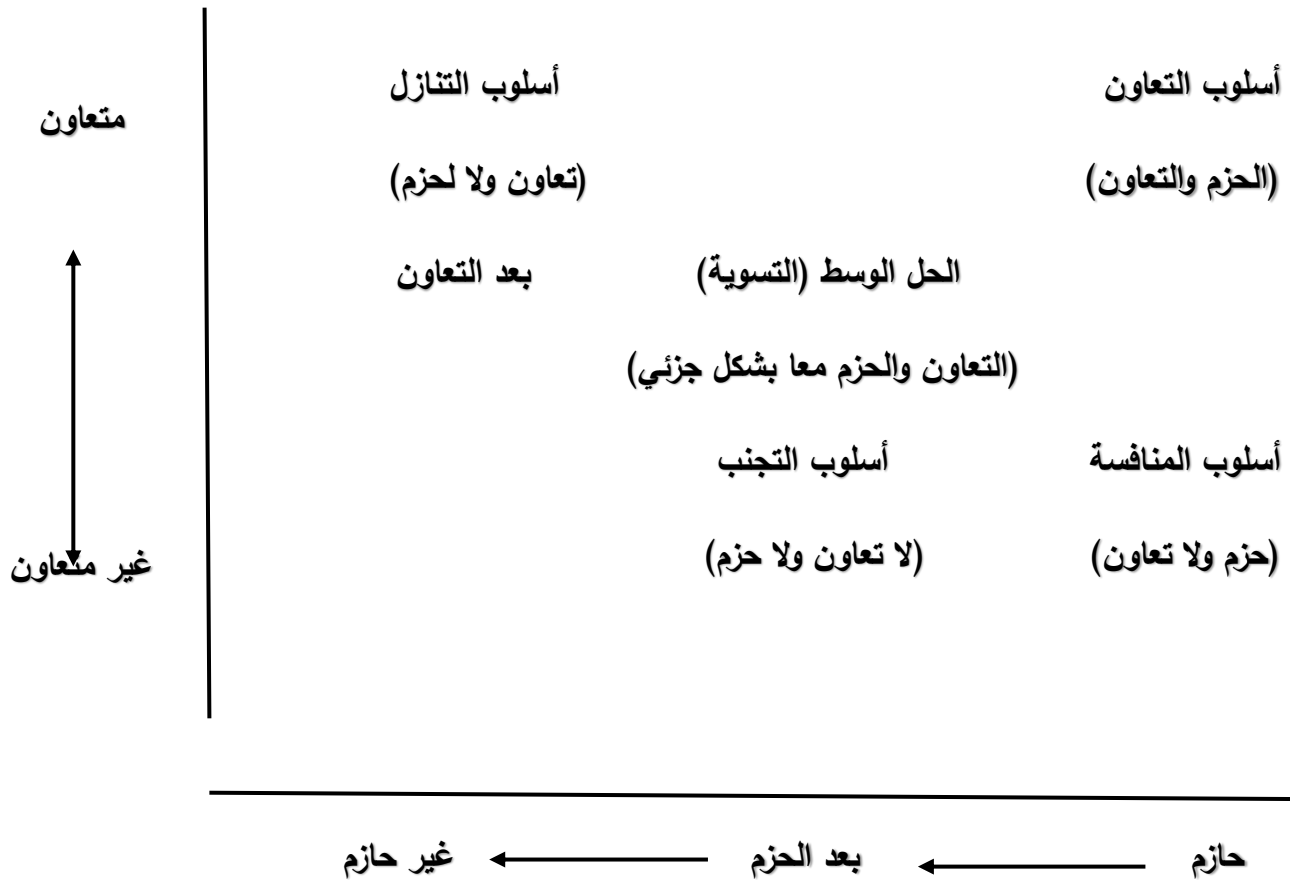 أسلوب التعاون أسلوب التنازل
متعاون
(الحزم والتعاون) (تعاون ولا لحزم)
الحل الوسط (التسوية) بعد التعاون
(التعاون والحزم معا بشكل جزئي)
أسلوب المنافسة أسلوب التجنب
(حزم ولا تعاون) (لا تعاون ولا حزم) غير متعاون
حازم بعد الحزم غير حازم